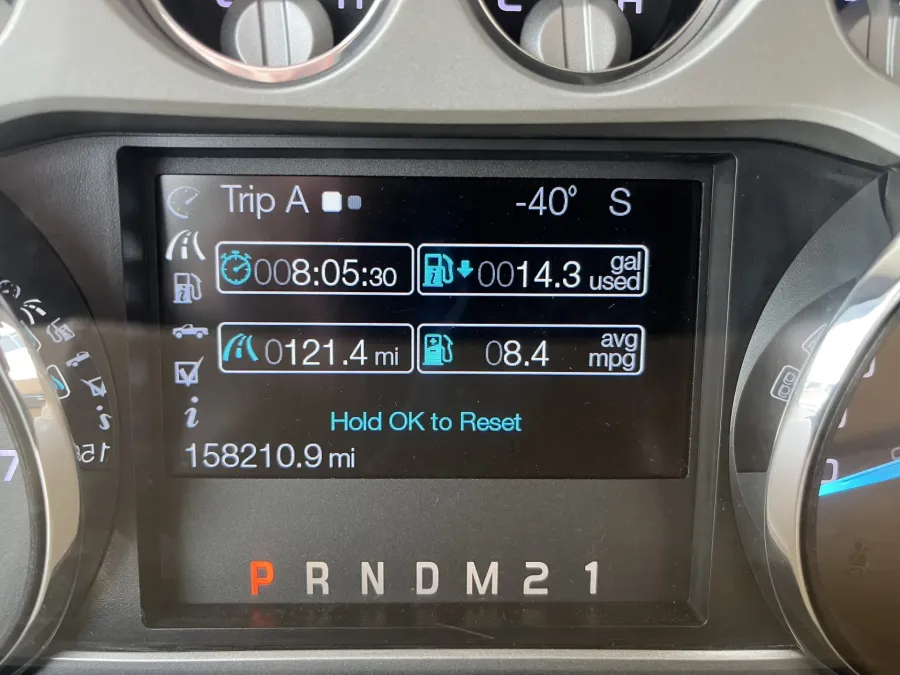 Trip A -40° S
008:05:30 0014.3 gal used
0121.4 mi 08.4 avg mpg
Hold OK to Reset
158210.9 mi
P R N D M 2 1